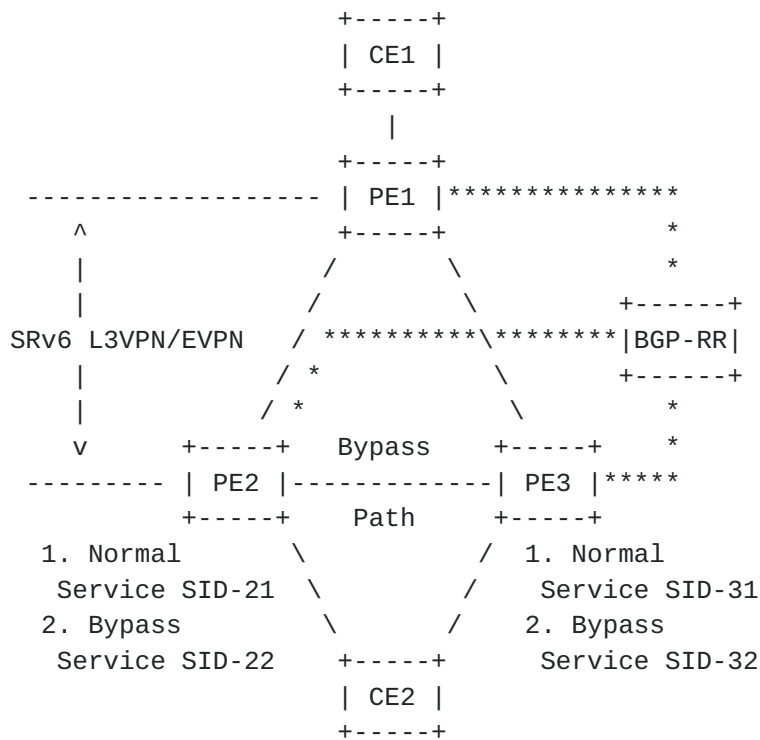 CE1
PE1
SRv6 L3VPN/EVPN
BGP-RR
Bypass
PE2
PE3
Path
1. Normal
Service SID-21
2. Bypass
Service SID-22
1. Normal
Service SID-31
2. Bypass
Service SID-32
CE2